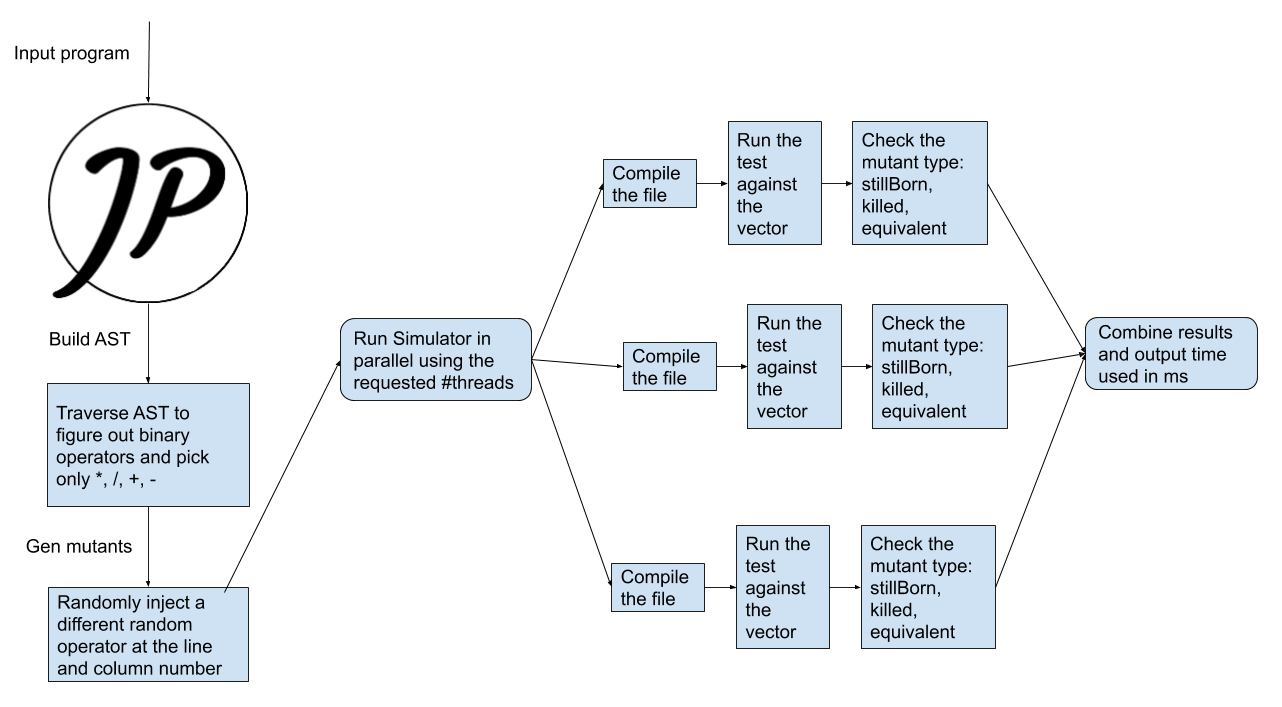 Input program
JP
Build AST
Traverse AST to
figure out binary
operators and pick
only *, /, +, -
Gen mutants
Randomly inject a
different random
operator at the line
and column number
Run Simulator in
parallel using the
requested #threads
Compile
the file
Run the
test
against
the
vector
Check the
mutant type:
stillBorn,
killed,
equivalent
Compile
the file
Run the
test
against
the
vector
Check the
mutant type:
stillBorn,
killed,
equivalent
Compile
the file
Run the
test
against
the
vector
Check the
mutant type:
stillBorn,
killed,
equivalent
Combine results
and output time
used in ms